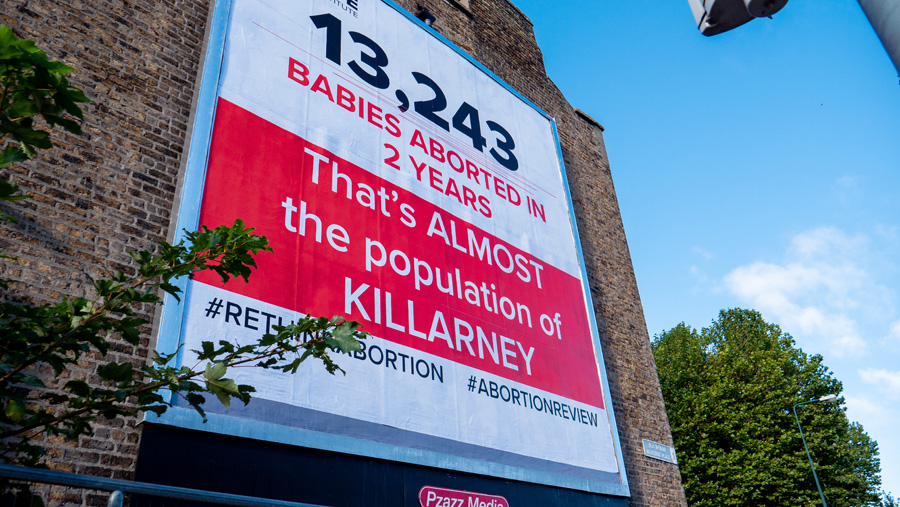 13,243
BABIES ABORTED IN
2 YEARS
That's ALMOST
the population of
KILLARNEY
#ABORTIONREVIEW
Pzazz Media